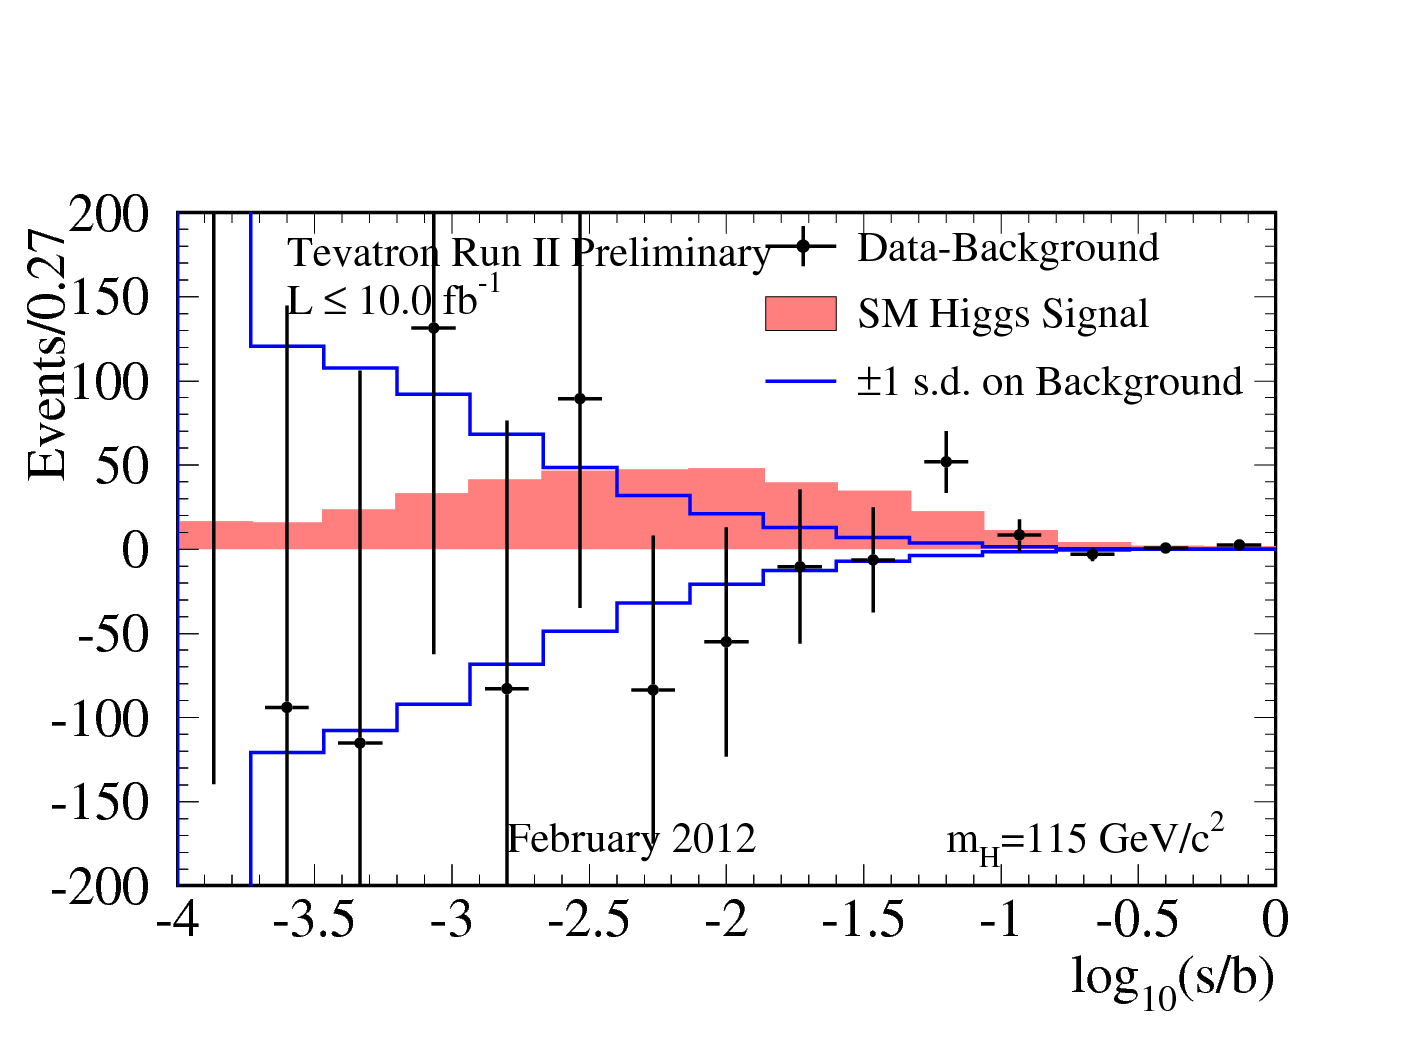 200
150
100
50
0
-50
-100
-150
-200
Events/0.27
Tevatron Run II Preliminary
L ≤ 10.0 fb⁻¹
Data-Background
SM Higgs Signal
±1 s.d. on Background
February 2012
m_H=115 GeV/c²
-4 -3.5 -3 -2.5 -2 -1.5 -1 -0.5 0
log₁₀(s/b)